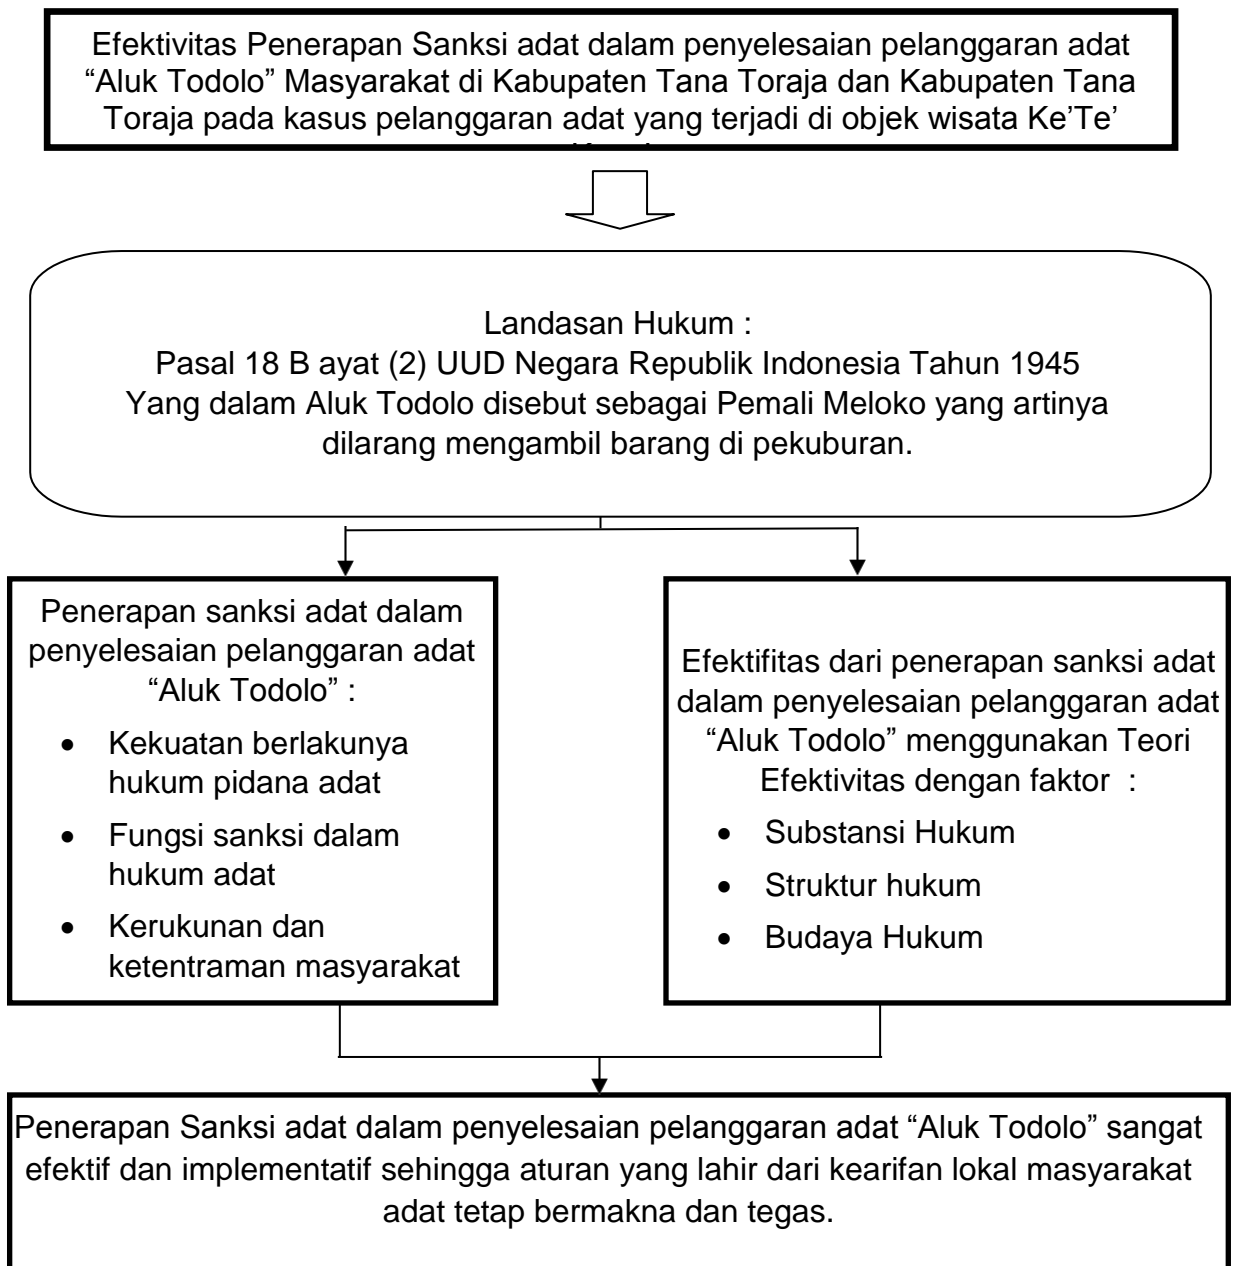 Efektivitas Penerapan Sanksi adat dalam penyelesaian pelanggaran adat
“Aluk Todolo” Masyarakat di Kabupaten Tana Toraja dan Kabupaten Tana
Toraja pada kasus pelanggaran adat yang terjadi di objek wisata Ke’Te’
Landasan Hukum :
Pasal 18 B ayat (2) UUD Negara Republik Indonesia Tahun 1945
Yang dalam Aluk Todolo disebut sebagai Pemali Meloko yang artinya
dilarang mengambil barang di pekuburan.
Penerapan sanksi adat dalam
penyelesaian pelanggaran adat
“Aluk Todolo” :
• Kekuatan berlakunya
hukum pidana adat
• Fungsi sanksi dalam
hukum adat
• Kerukunan dan
ketentraman masyarakat
Efektifitas dari penerapan sanksi adat
dalam penyelesaian pelanggaran adat
“Aluk Todolo” menggunakan Teori
Efektivitas dengan faktor :
• Substansi Hukum
• Struktur hukum
• Budaya Hukum
Penerapan Sanksi adat dalam penyelesaian pelanggaran adat “Aluk Todolo” sangat
efektif dan implementatif sehingga aturan yang lahir dari kearifan lokal masyarakat
adat tetap bermakna dan tegas.